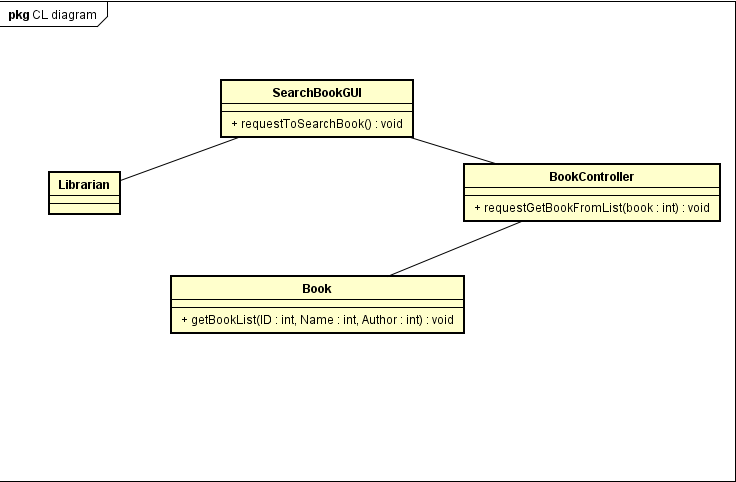 pkg CL diagram
SearchBookGUI
+ requestToSearchBook() : void
Librarian
BookController
+ requestGetBookFromList(book : int) : void
Book
+ getBookList(ID : int, Name : int, Author : int) : void